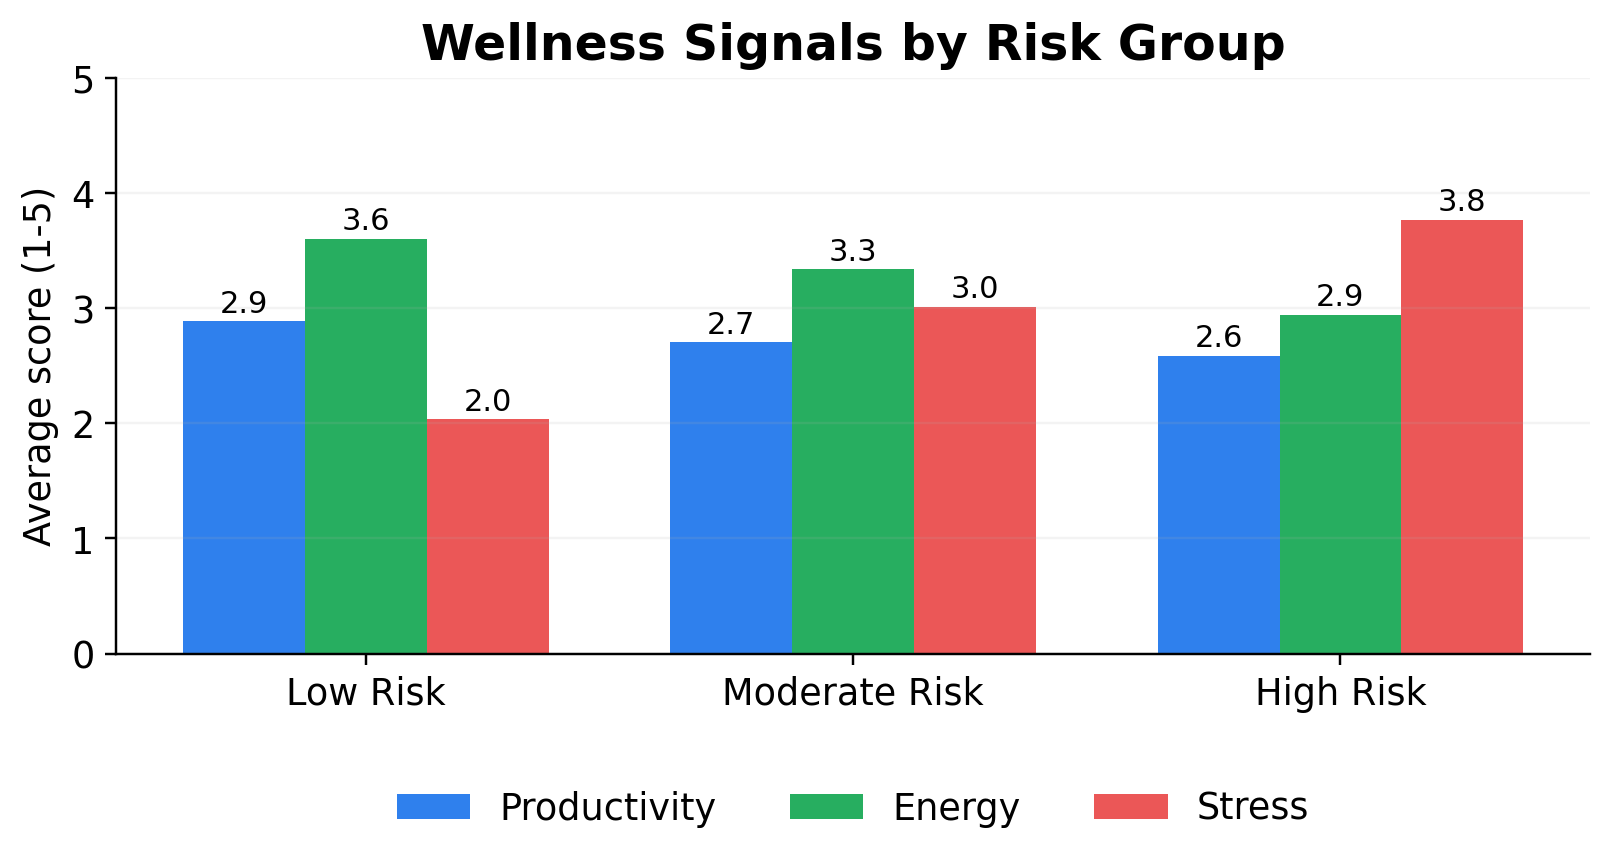 Wellness Signals by Risk Group
Average score (1-5)
5
4
3
2
1
0
2.9
3.6
2.0
2.7
3.3
3.0
2.6
2.9
3.8
Low Risk
Moderate Risk
High Risk
Productivity
Energy
Stress